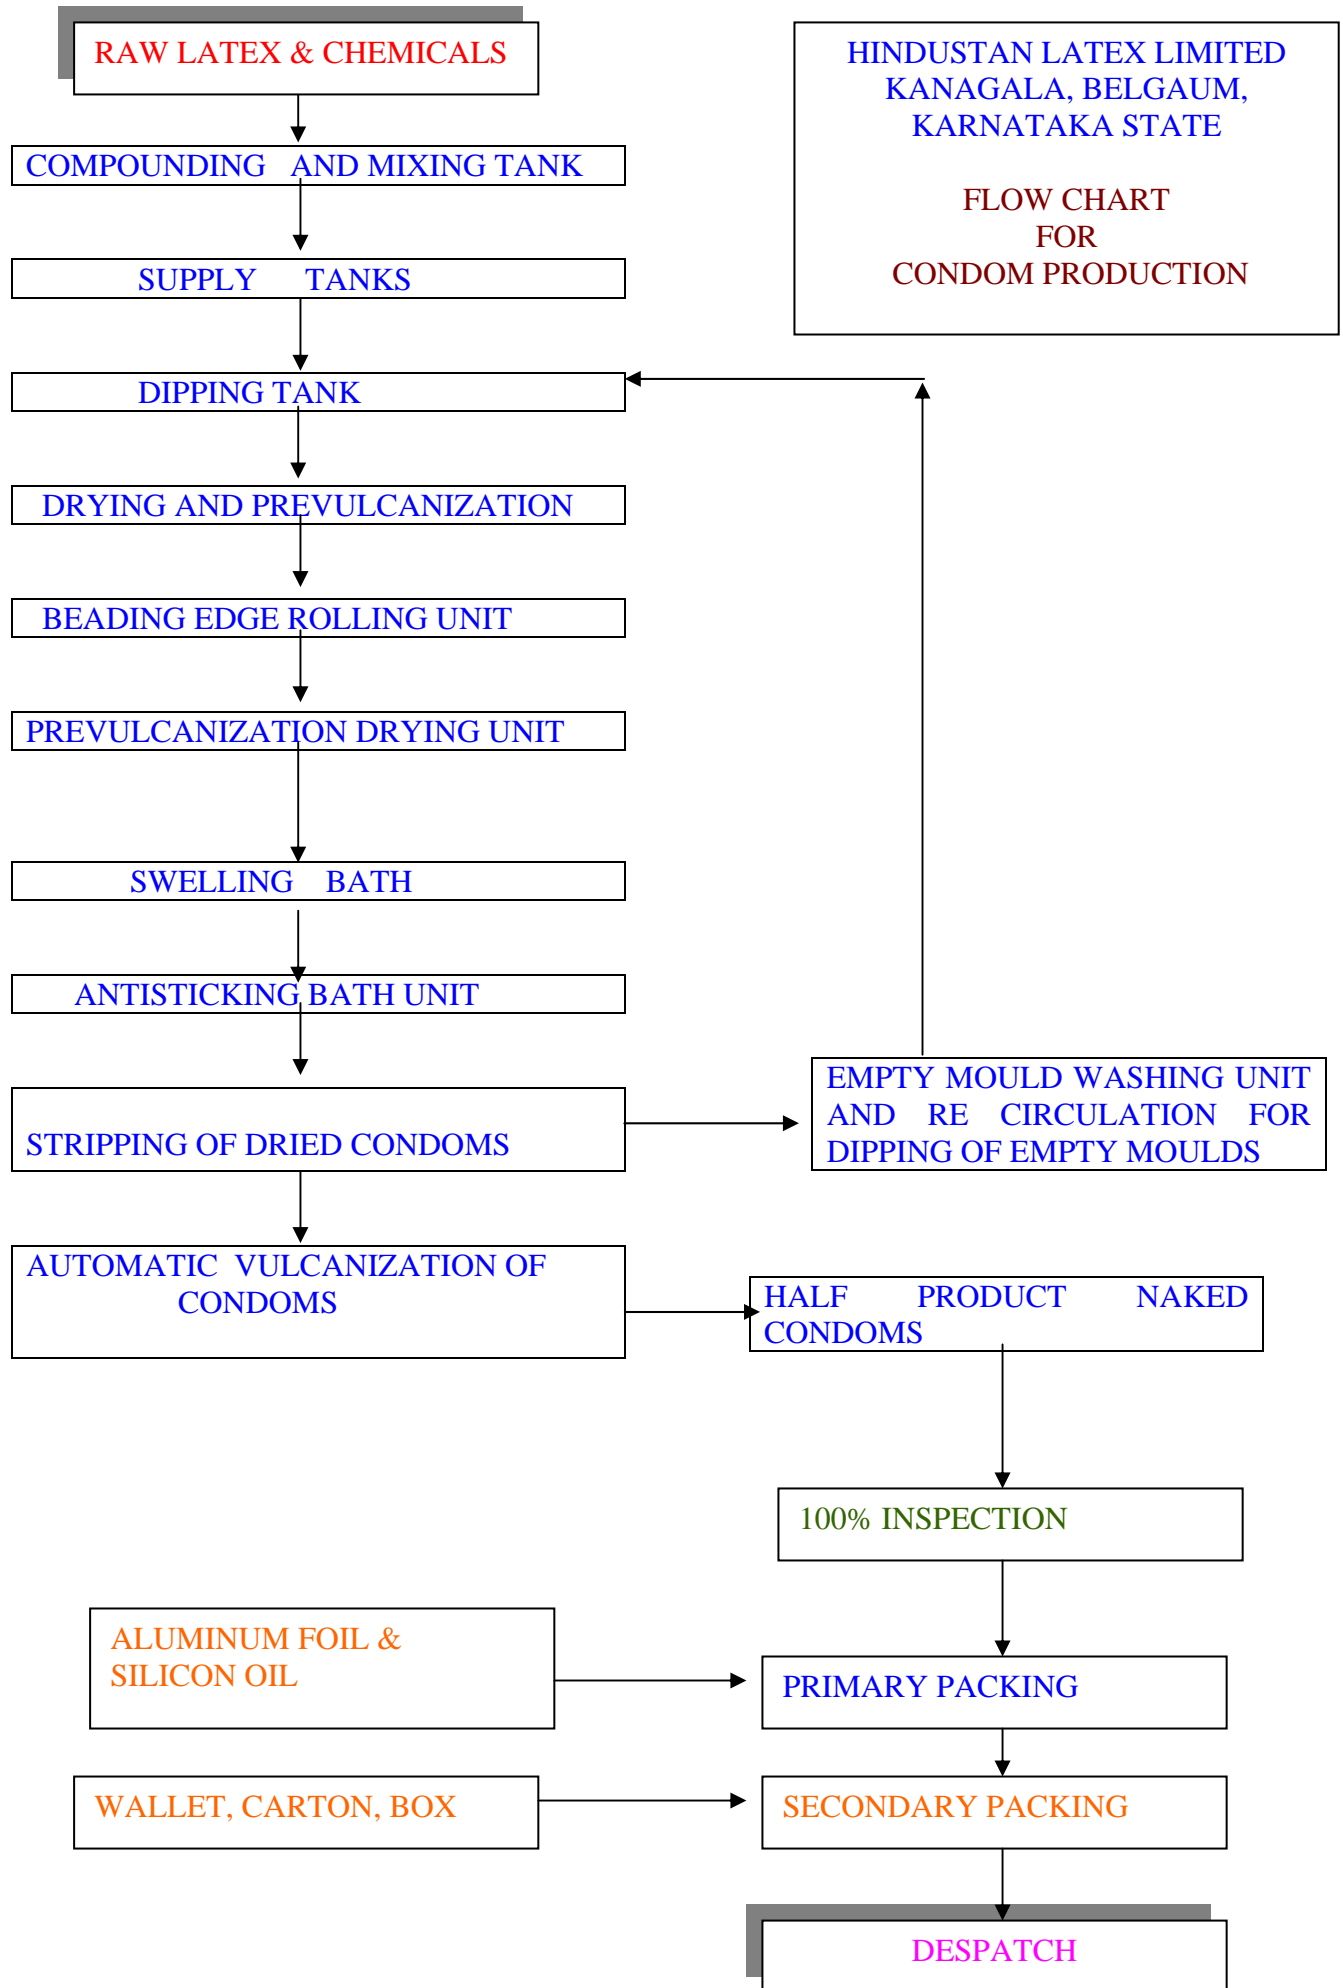 RAW LATEX & CHEMICALS
HINDUSTAN LATEX LIMITED
KANAGALA, BELGAUM,
KARNATAKA STATE
FLOW CHART
FOR
CONDOM PRODUCTION
COMPOUNDING AND MIXING TANK
SUPPLY TANKS
DIPPING TANK
DRYING AND PREVULCANIZATION
BEADING EDGE ROLLING UNIT
PREVULCANIZATION DRYING UNIT
SWELLING BATH
ANTISTICKING BATH UNIT
STRIPPING OF DRIED CONDOMS
EMPTY MOULD WASHING UNIT
AND RE CIRCULATION FOR
DIPPING OF EMPTY MOULDS
AUTOMATIC VULCANIZATION OF
CONDOMS
HALF PRODUCT NAKED
CONDOMS
100% INSPECTION
ALUMINUM FOIL &
SILICON OIL
PRIMARY PACKING
WALLET, CARTON, BOX
SECONDARY PACKING
DESPATCH